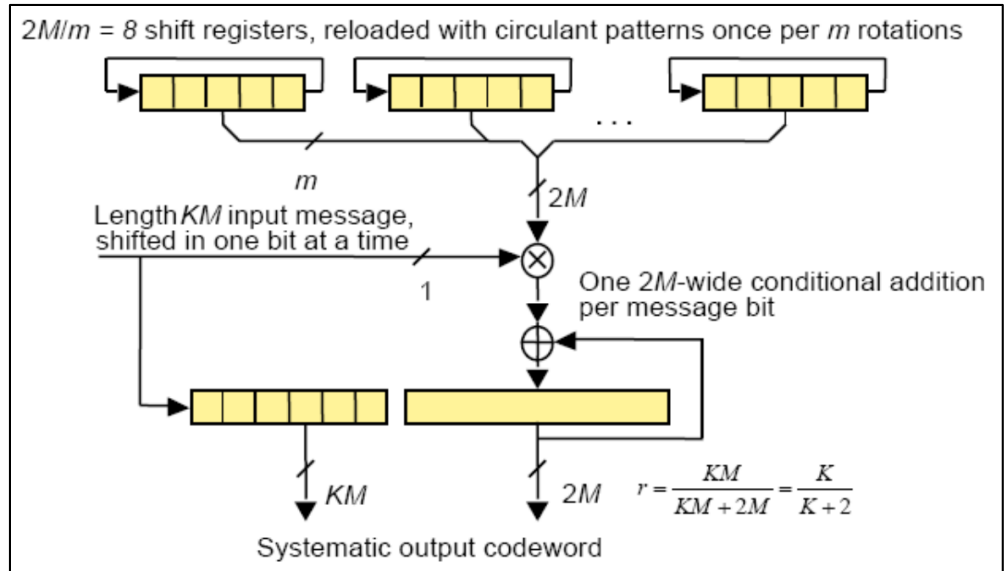 2M/m = 8 shift registers, reloaded with circulant patterns once per m rotations
. . .
m
2M
Length KM input message,
shifted in one bit at a time
1
One 2M-wide conditional addition
per message bit
KM
2M
r = KM / (KM + 2M) = K / (K + 2)
Systematic output codeword